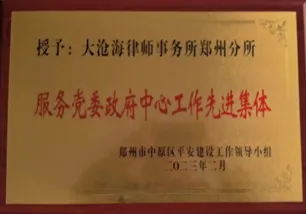 授予：大沧海律师事务所郑州分所
服务党委政府中心工作先进集体
郑州市中原区平安建设工作领导小组
二〇二三年二月